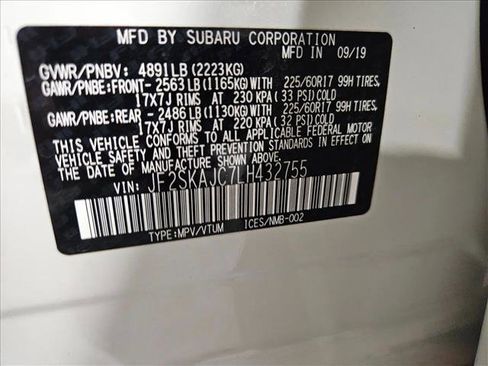 MFD BY SUBARU CORPORATION
IN 09/19
GVWR/PNBV: 4891LB(2223KG)
GAWR/PNBE:FRONT-2563LB(1165KG)WITH 225/60R17 99H TIRES,
17X7J RIMS AT 230 KPA(33 PSI)COLD
GAWR/PNBE:REAR -2486LB(1130KG)WITH 225/60R17 99H TIRES,
17X7J RIMS AT 220 KPA(32 PSI)COLD
THIS VEHICLE CONFORMS TO ALL APPLICABLE FEDERAL MOTOR
VEHICLE SAFETY AND THEFT PREVENTION STANDARDS IN EFFECT ON
THE DATE OF MANUFACTURE SHOWN ABOVE.
VIN: JF2SKAJC7LH432755
TYPE:MPV/VTUM ICES/NMB-002